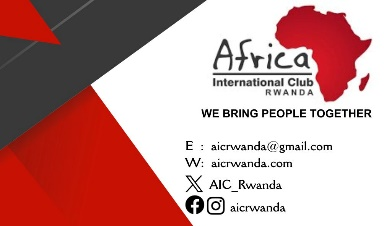 Africa
International Club
RWANDA
WE BRING PEOPLE TOGETHER
E : aicrwanda@gmail.com
W: aicrwanda.com
AIC_Rwanda
aicrwanda